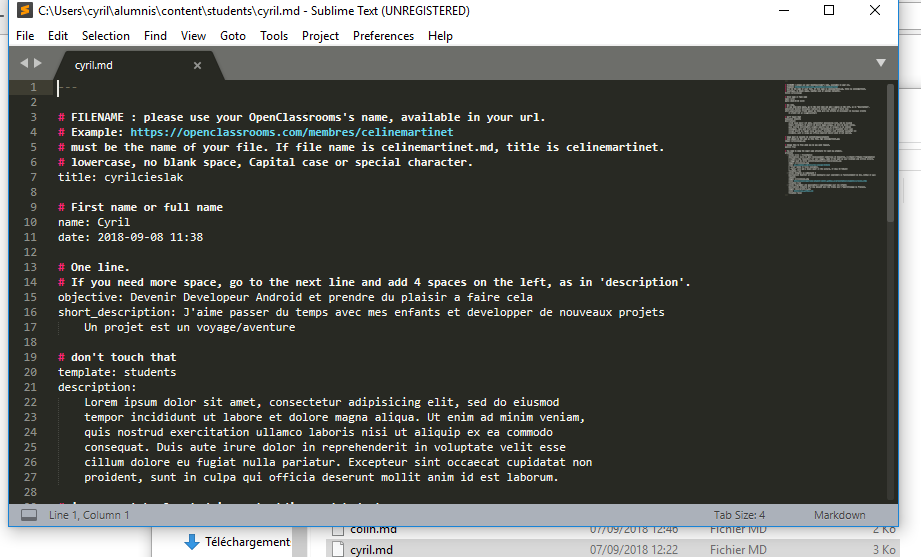 C:\Users\cyril\alumnis\content\students\cyril.md - Sublime Text (UNREGISTERED)
File Edit Selection Find View Goto Tools Project Preferences Help
cyril.md
1 ---
2
3 # FILENAME : please use your OpenClassrooms's name, available in your url.
4 # Example: https://openclassrooms.com/membres/celinemartinet
5 # must be the name of your file. If file name is celinemartinet.md, title is celinemartinet.
6 # lowercase, no blank space, Capital case or special character.
7 title: cyrilcieslak
8
9 # First name or full name
10 name: Cyril
11 date: 2018-09-08 11:38
12
13 # One line.
14 # If you need more space, go to the next line and add 4 spaces on the left, as in 'description'.
15 objective: Devenir Developeur Android et prendre du plaisir a faire cela
16 short_description: J'aime passer du temps avec mes enfants et developper de nouveaux projets
17 Un projet est un voyage/aventure
18
19 # don't touch that
20 template: students
21 description:
22 Lorem ipsum dolor sit amet, consectetur adipisicing elit, sed do eiusmod
23 tempor incididunt ut labore et dolore magna aliqua. Ut enim ad minim veniam,
24 quis nostrud exercitation ullamco laboris nisi ut aliquip ex ea commodo
25 consequat. Duis aute irure dolor in reprehenderit in voluptate velit esse
26 cillum dolore eu fugiat nulla pariatur. Excepteur sint occaecat cupidatat non
27 proident, sunt in culpa qui officia deserunt mollit anim id est laborum.
28
Line 1, Column 1 Tab Size: 4 Markdown
colin.md 07/09/2018 12:46 Fichier MD 2 Ko
Téléchargement
cyril.md 07/09/2018 12:22 Fichier MD 3 Ko